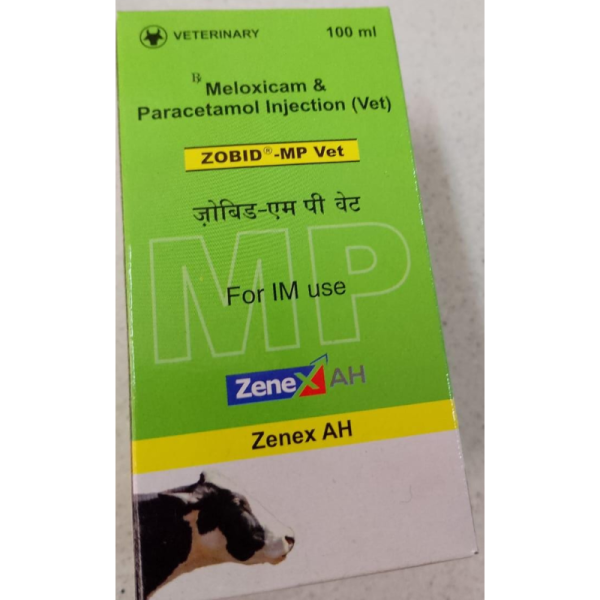 VETERINARY 100 ml
Rx Meloxicam &
Paracetamol Injection (Vet)
ZOBID®-MP Vet
ज़ोबिड-एम पी वेट
MP
For IM use
Zenex AH
Zenex AH